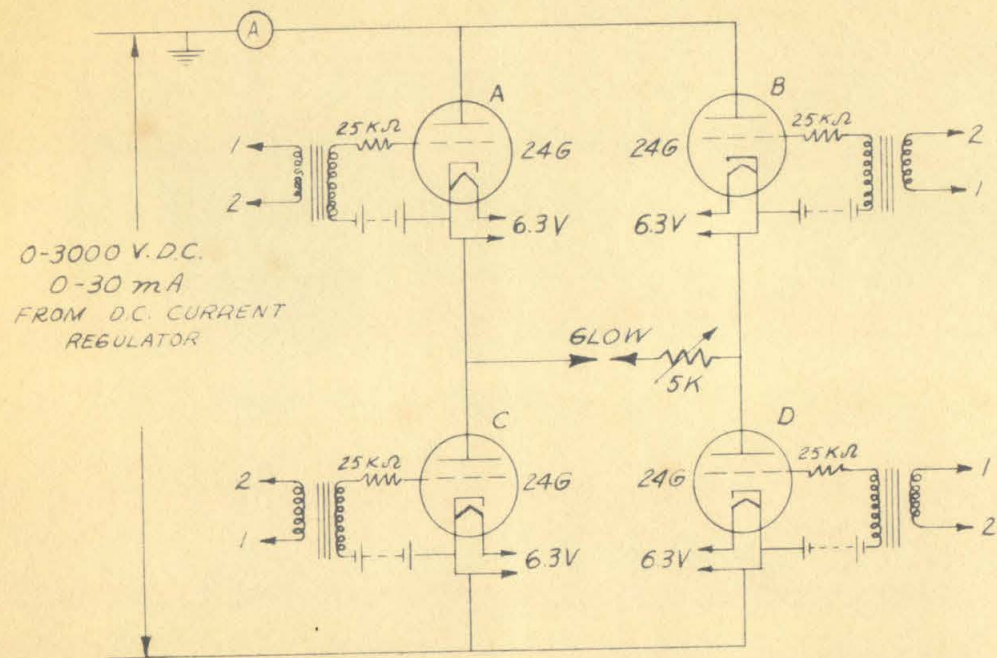 A
A
B
25KΩ
25KΩ
1
24G
24G
2
2
1
6.3V
6.3V
0-3000 V.D.C.
0-30 mA
FROM D.C. CURRENT
REGULATOR
GLOW
5K
C
D
25KΩ
25KΩ
2
24G
24G
1
1
2
6.3V
6.3V